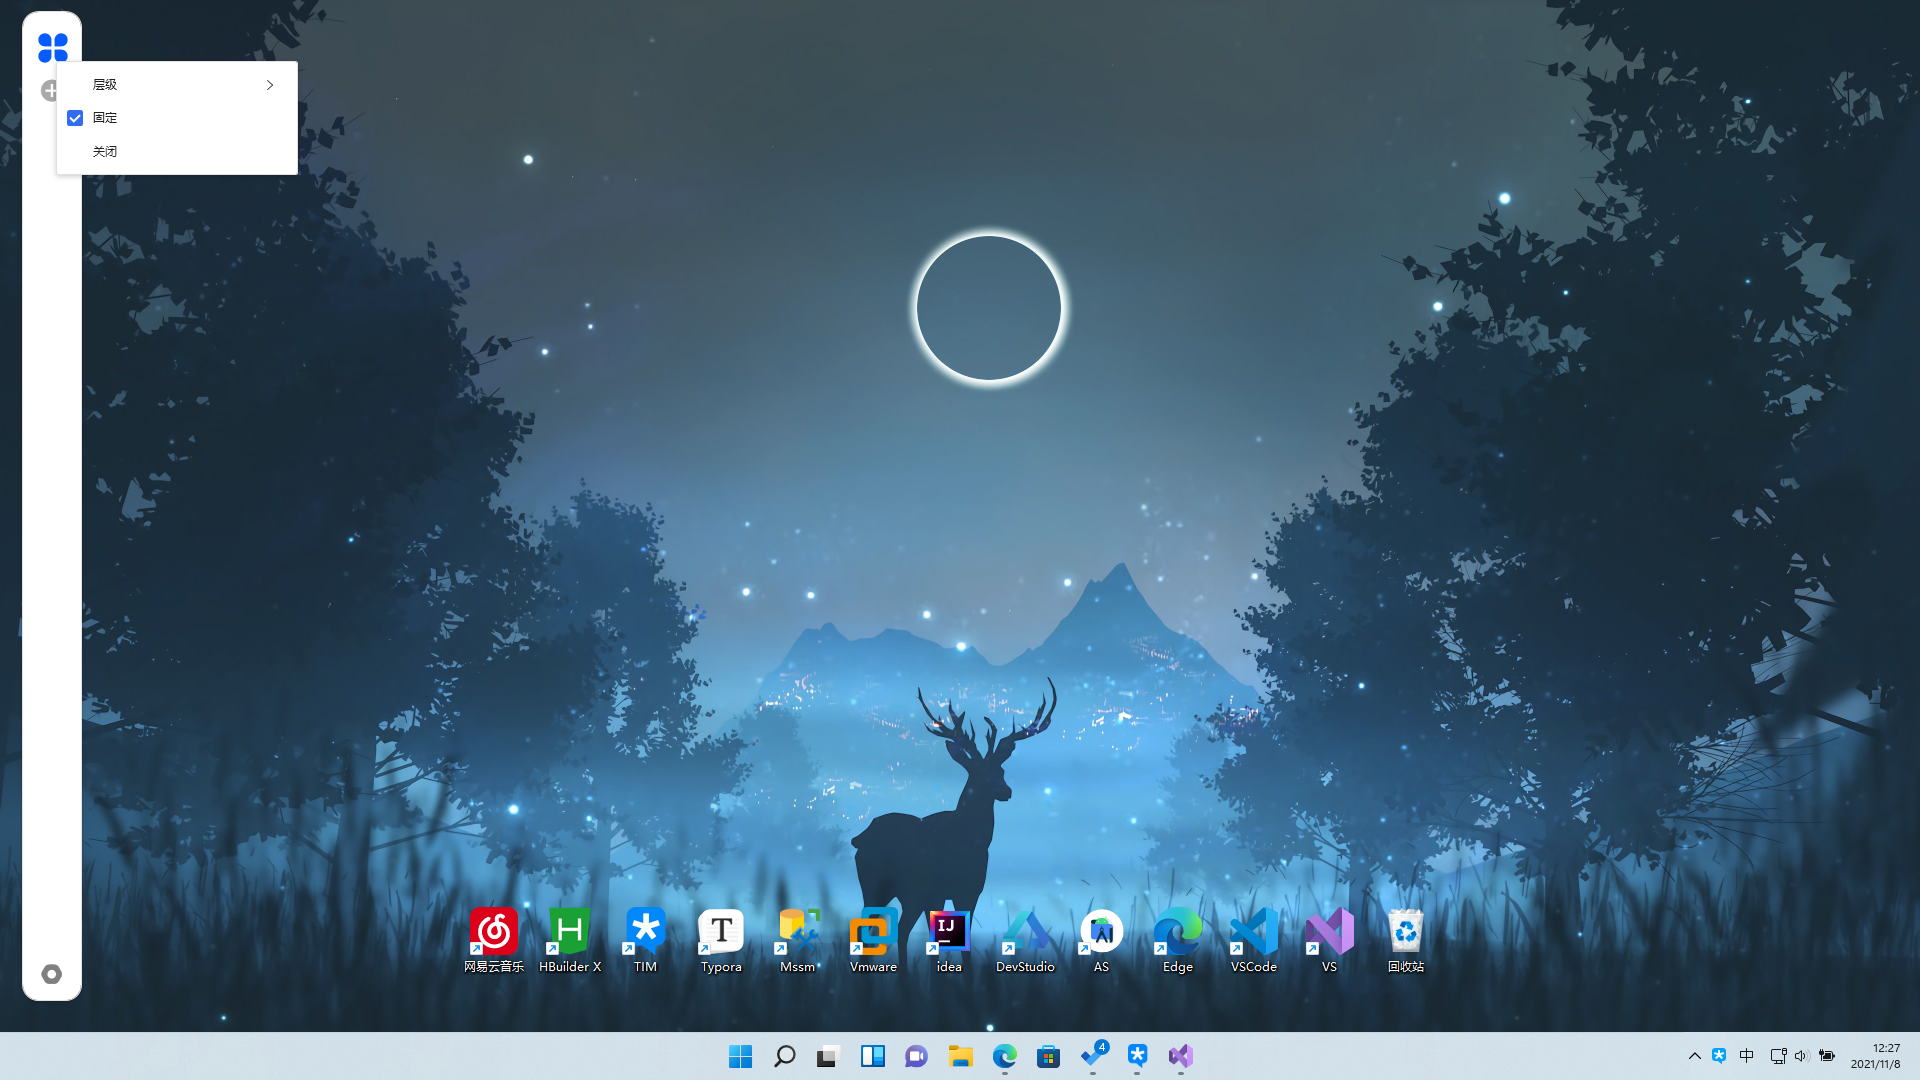 层级
固定
关闭
网易云音乐
HBuilder X
TIM
Typora
Mssm
Vmware
idea
DevStudio
AS
Edge
VSCode
VS
回收站
4
中
12:27
2021/11/8